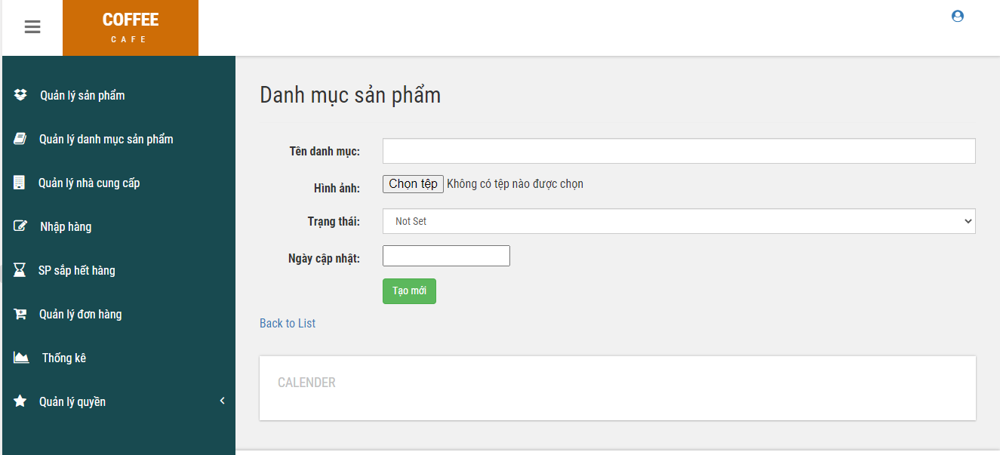 COFFEE
CAFE
Quản lý sản phẩm
Quản lý danh mục sản phẩm
Quản lý nhà cung cấp
Nhập hàng
SP sắp hết hàng
Quản lý đơn hàng
Thống kê
Quản lý quyền
Danh mục sản phẩm
Tên danh mục:
Hình ảnh: Chọn tệp Không có tệp nào được chọn
Trạng thái: Not Set
Ngày cập nhật:
Tạo mới
Back to List
CALENDER